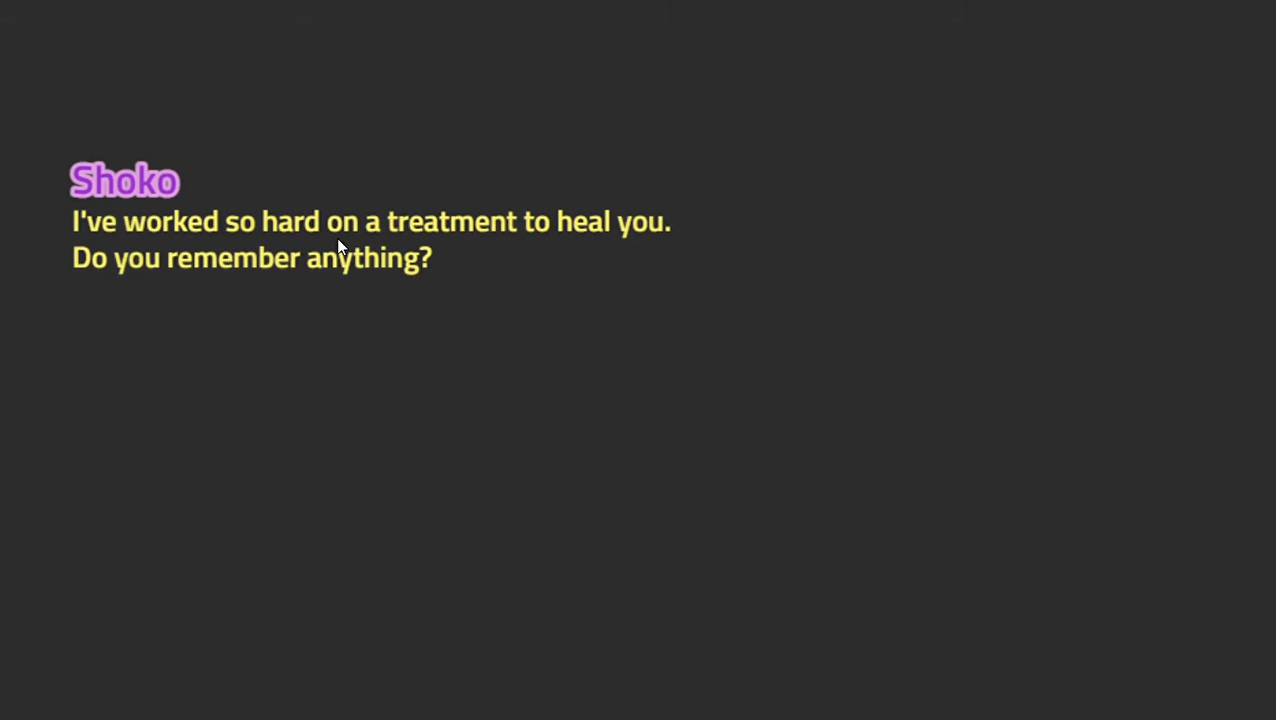 Shoko
I've worked so hard on a treatment to heal you.
Do you remember anything?